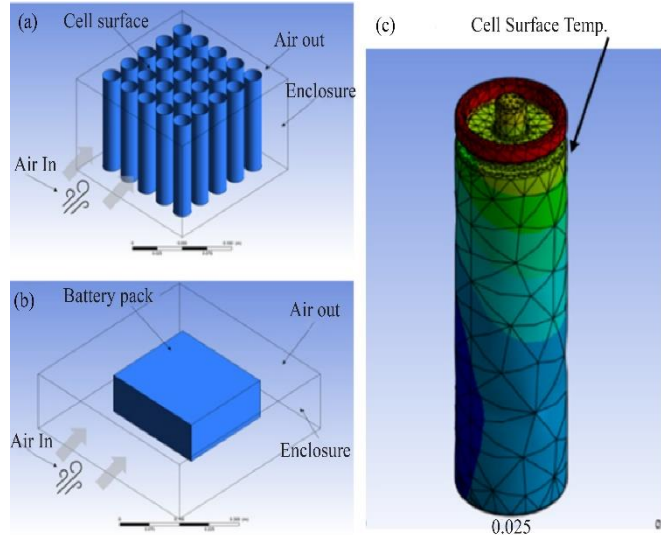 (a)
Cell surface
Air out
Enclosure
Air In
(b)
Battery pack
Air out
Air In
Enclosure
(c)
Cell Surface Temp.
0.025